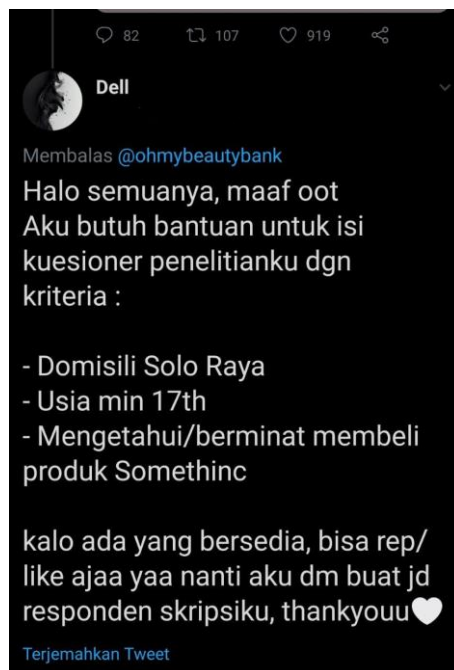 82 107 919
Dell
Membalas @ohmybeautybank
Halo semuanya, maaf oot
Aku butuh bantuan untuk isi
kuesioner penelitianku dgn
kriteria :
- Domisili Solo Raya
- Usia min 17th
- Mengetahui/berminat membeli
produk Somethinc
kalo ada yang bersedia, bisa rep/
like ajaa yaa nanti aku dm buat jd
responden skripsiku, thankyouu🤍
Terjemahkan Tweet